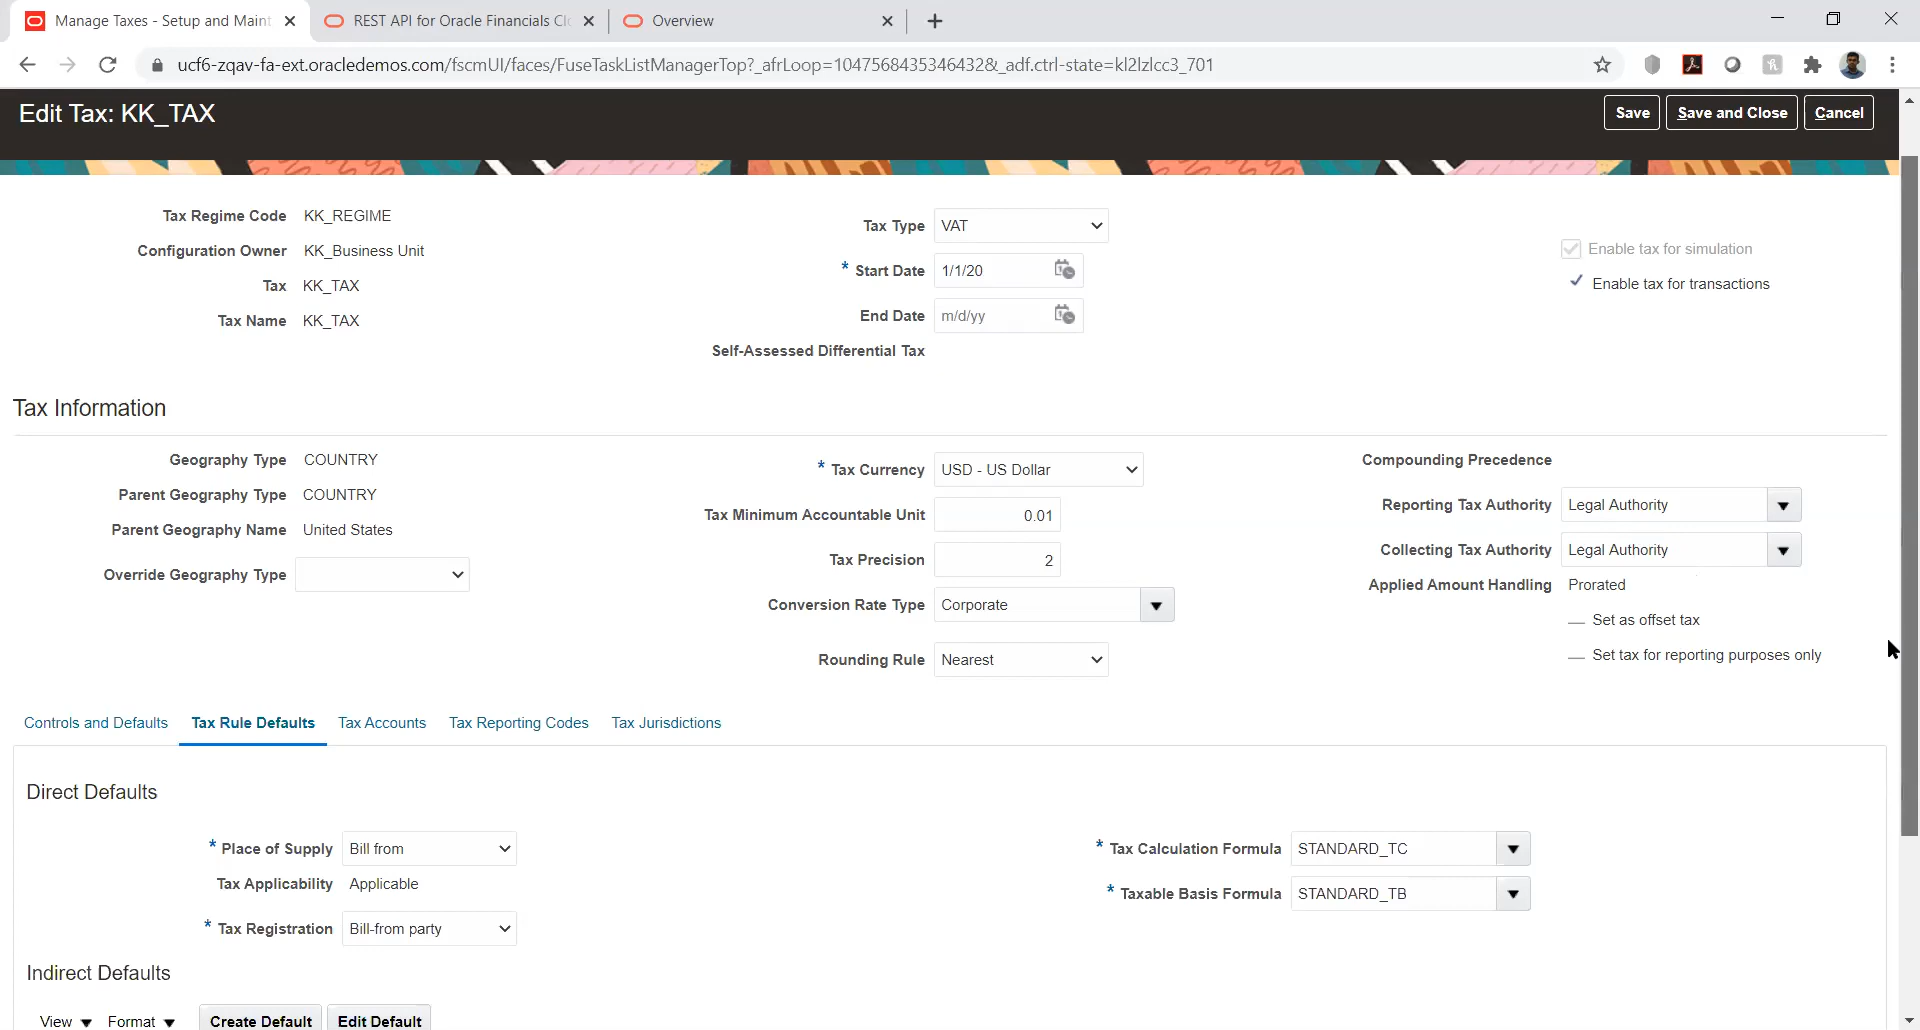 Manage Taxes - Setup and Maint
REST API for Oracle Financials Cl
Overview
ucf6-zqav-fa-ext.oracledemos.com/fscmUI/faces/FuseTaskListManagerTop?_afrLoop=1047568435346432&_adf.ctrl-state=kl2lzlcc3_701
Edit Tax: KK_TAX
Save
Save and Close
Cancel
Tax Regime Code KK_REGIME
Configuration Owner KK_Business Unit
Tax KK_TAX
Tax Name KK_TAX
Tax Type VAT
* Start Date 1/1/20
End Date m/d/yy
Self-Assessed Differential Tax
Enable tax for simulation
Enable tax for transactions
Tax Information
Geography Type COUNTRY
Parent Geography Type COUNTRY
Parent Geography Name United States
Override Geography Type
* Tax Currency USD - US Dollar
Tax Minimum Accountable Unit 0.01
Tax Precision 2
Conversion Rate Type Corporate
Rounding Rule Nearest
Compounding Precedence
Reporting Tax Authority Legal Authority
Collecting Tax Authority Legal Authority
Applied Amount Handling Prorated
Set as offset tax
Set tax for reporting purposes only
Controls and Defaults Tax Rule Defaults Tax Accounts Tax Reporting Codes Tax Jurisdictions
Direct Defaults
* Place of Supply Bill from
Tax Applicability Applicable
* Tax Registration Bill-from party
* Tax Calculation Formula STANDARD_TC
* Taxable Basis Formula STANDARD_TB
Indirect Defaults
View Format Create Default Edit Default